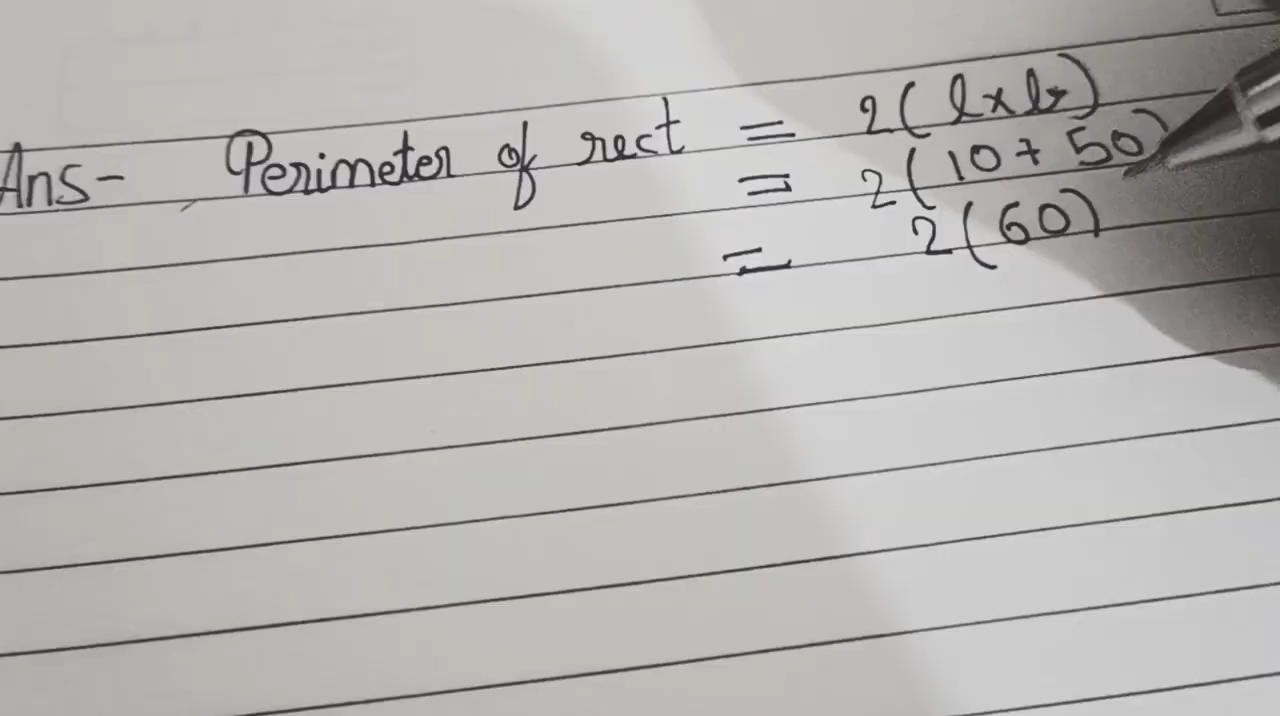 Ans- Perimeter of rect = 2(l×b)
= 2(10+50)
= 2(60)